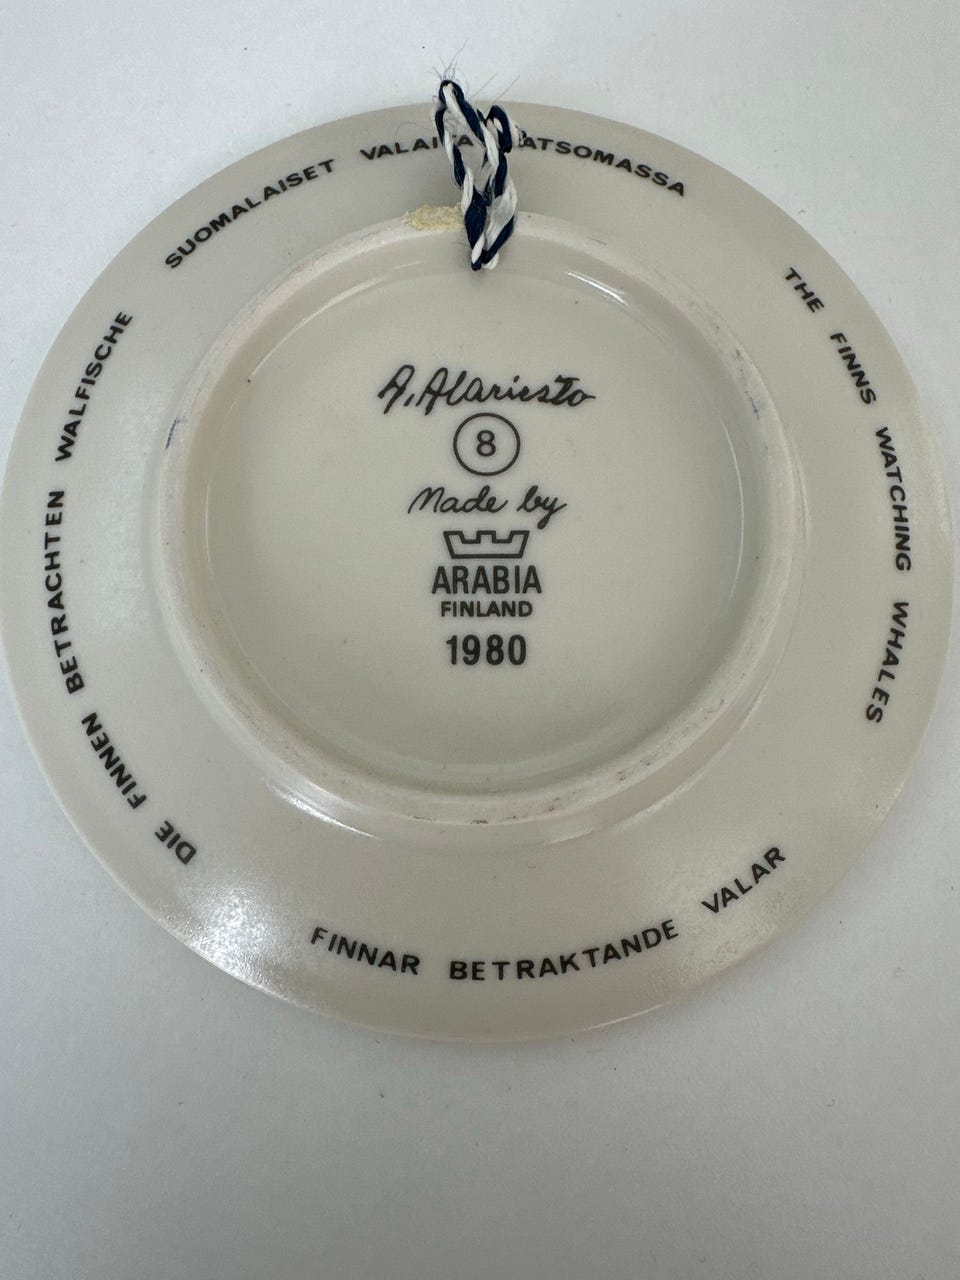 SUOMALAISET
THE FINNS WATCHING WHALES
FINNAR BETRAKTANDE VALAR
DIE FINNEN BETRACHTEN WALFISCHE
A. Alariesto
8
Made by
ARABIA
FINLAND
1980